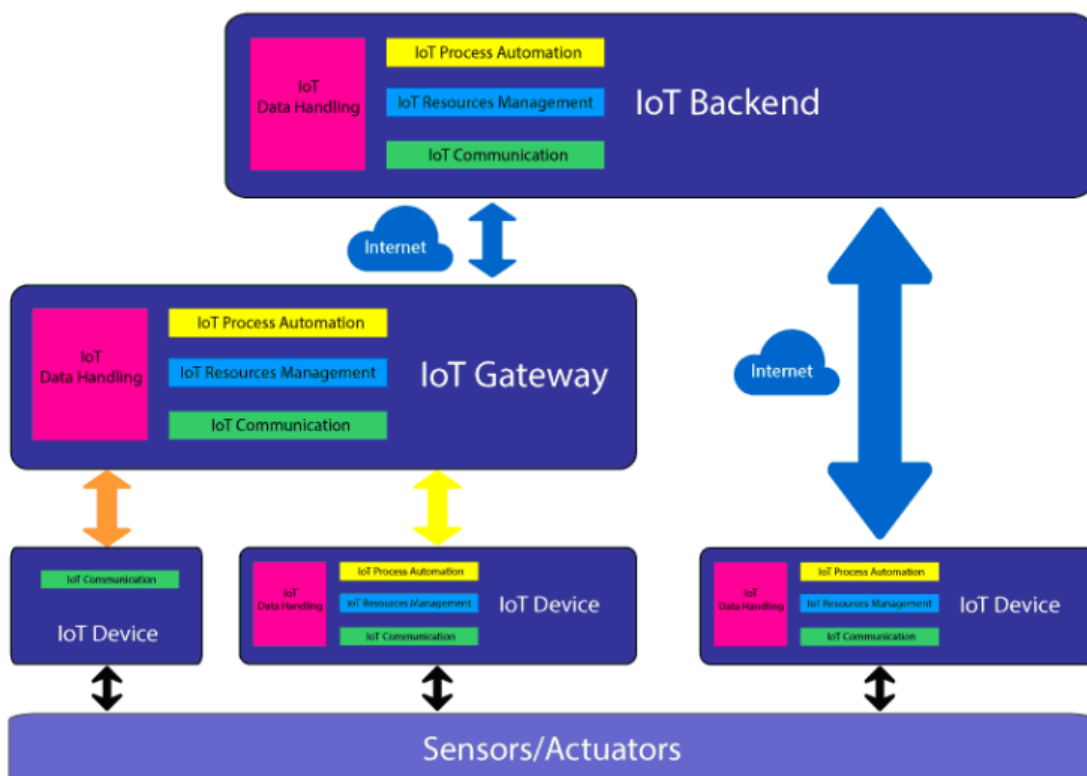 IoT Process Automation
IoT
Data Handling
IoT Resources Management
IoT Backend
IoT Communication
Internet
IoT Process Automation
IoT
Data Handling
IoT Resources Management
IoT Gateway
IoT Communication
Internet
IoT Communication
IoT Device
IoT Process Automation
IoT
Data Handling
IoT Resources Management
IoT Device
IoT Communication
IoT Process Automation
IoT
Data Handling
IoT Resources Management
IoT Device
IoT Communication
Sensors/Actuators